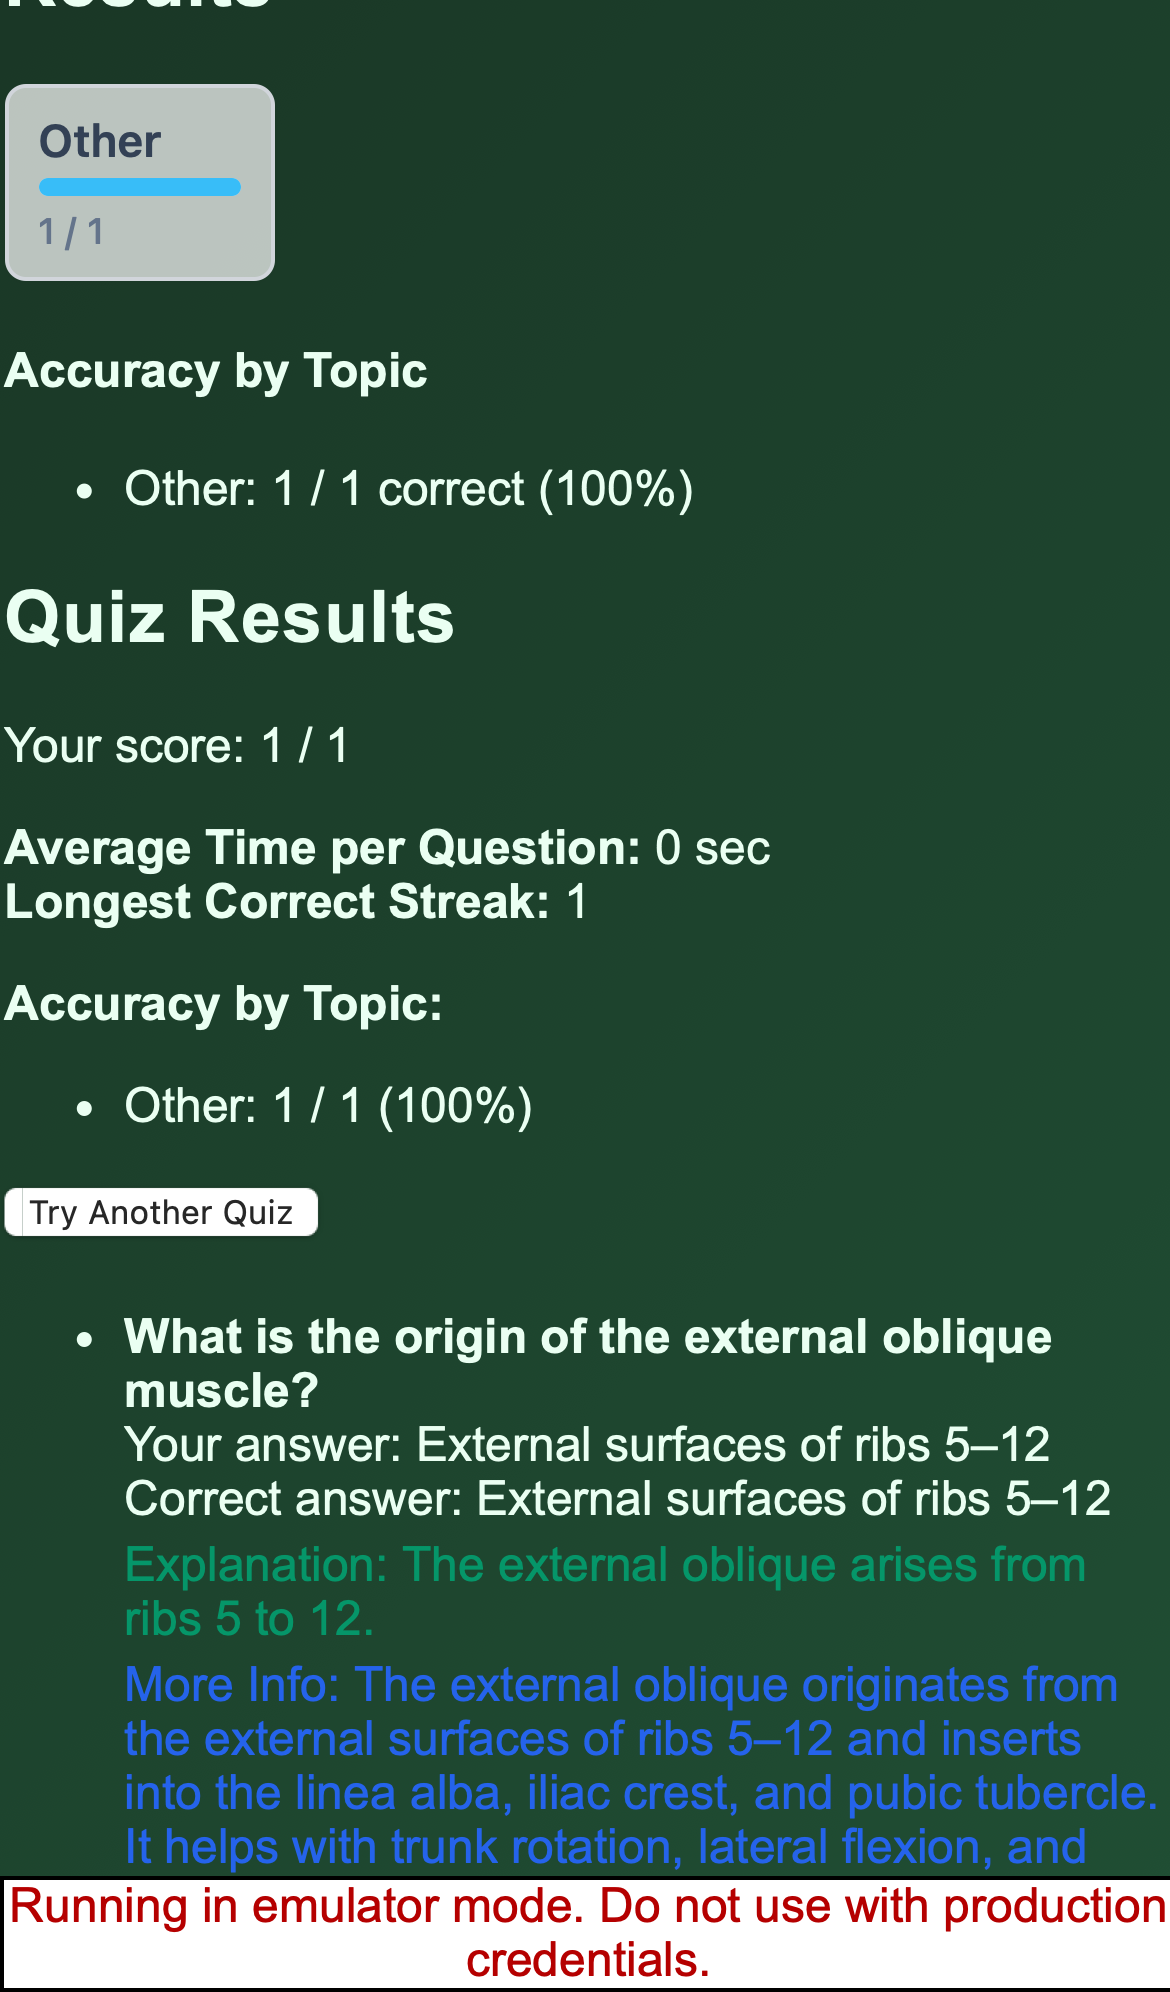 Results
Other
1 / 1
Accuracy by Topic
• Other: 1 / 1 correct (100%)
Quiz Results
Your score: 1 / 1
Average Time per Question: 0 sec
Longest Correct Streak: 1
Accuracy by Topic:
• Other: 1 / 1 (100%)
Try Another Quiz
• What is the origin of the external oblique
muscle?
Your answer: External surfaces of ribs 5–12
Correct answer: External surfaces of ribs 5–12
Explanation: The external oblique arises from
ribs 5 to 12.
More Info: The external oblique originates from
the external surfaces of ribs 5–12 and inserts
into the linea alba, iliac crest, and pubic tubercle.
It helps with trunk rotation, lateral flexion, and
Running in emulator mode. Do not use with production
credentials.